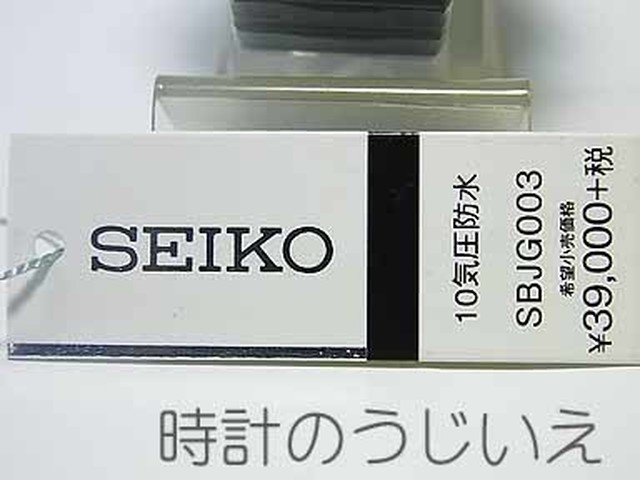 SEIKO
10気圧防水
SBJG003
希望小売価格
¥39,000+税
時計のうじいえ